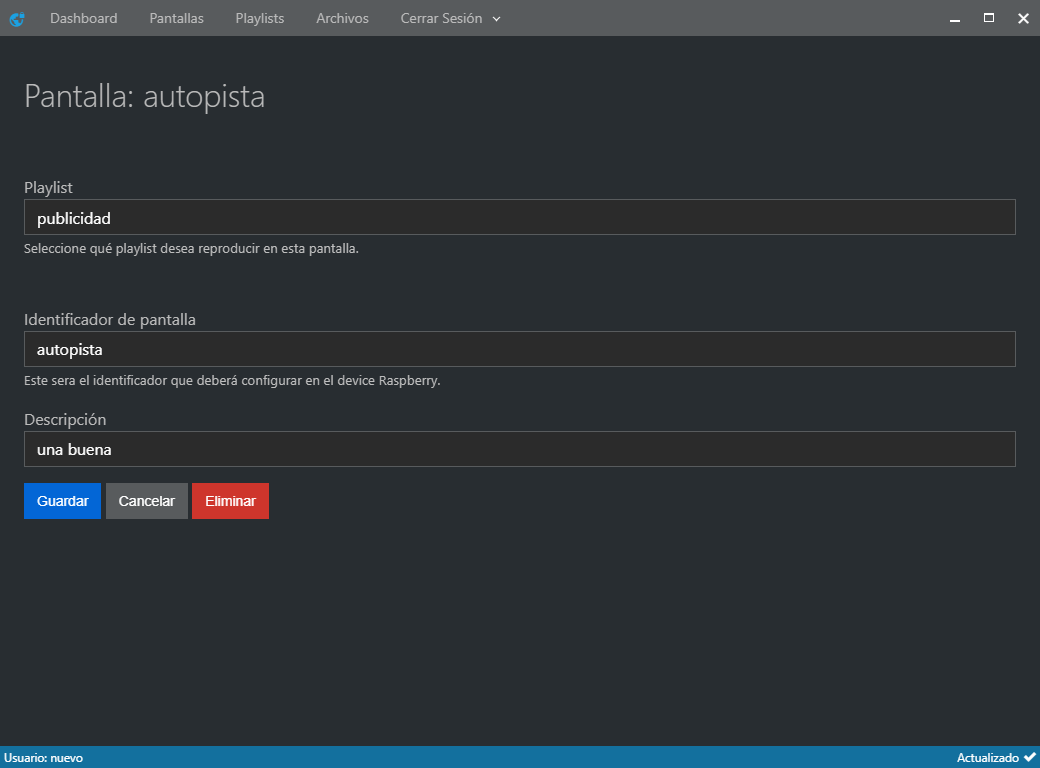 Dashboard Pantallas Playlists Archivos Cerrar Sesión
Pantalla: autopista
Playlist
publicidad
Seleccione qué playlist desea reproducir en esta pantalla.
Identificador de pantalla
autopista
Este sera el identificador que deberá configurar en el device Raspberry.
Descripción
una buena
Guardar Cancelar Eliminar
Usuario: nuevo Actualizado